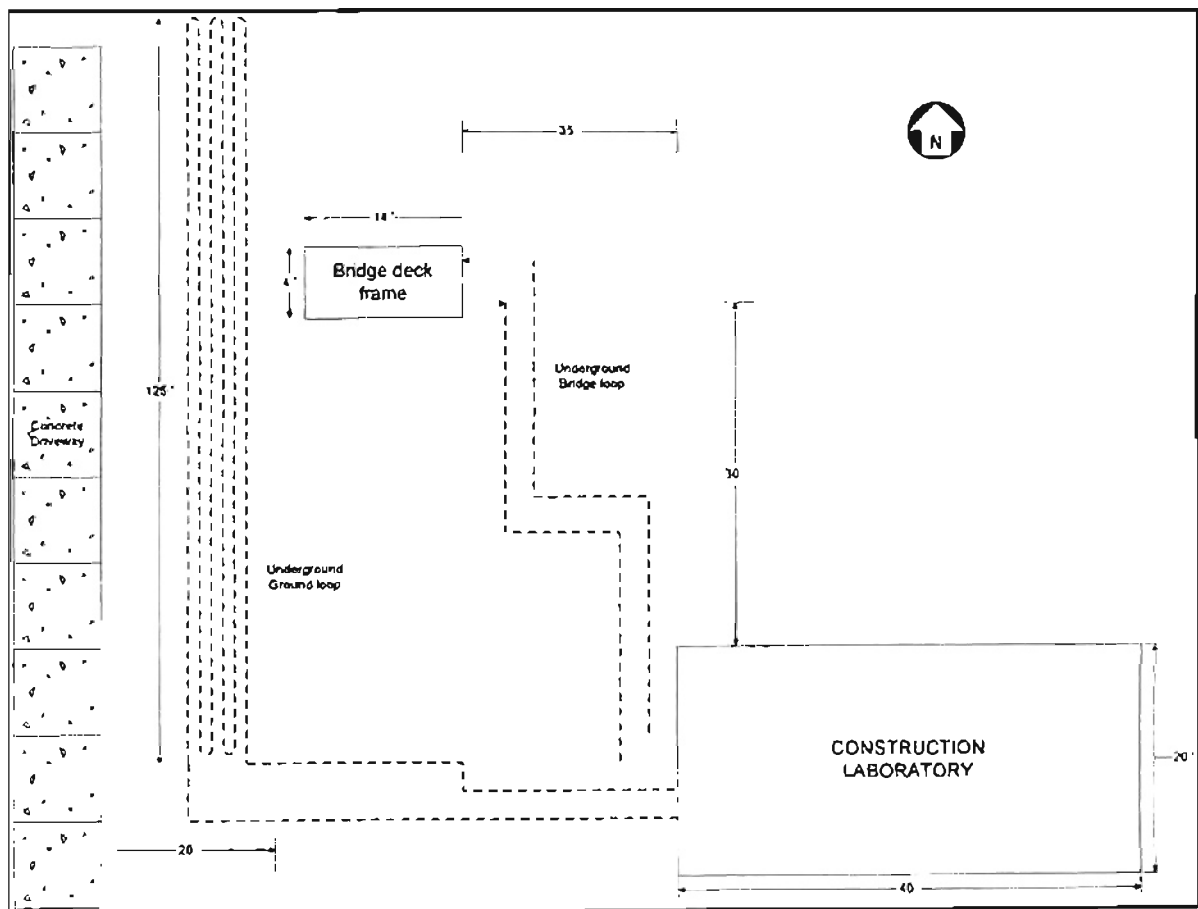 35
N
14'
4'
Bridge deck
frame
Underground
Bridge loop
125'
Concrete
Driveway
30
Underground
Ground loop
CONSTRUCTION
LABORATORY
20'
20
40